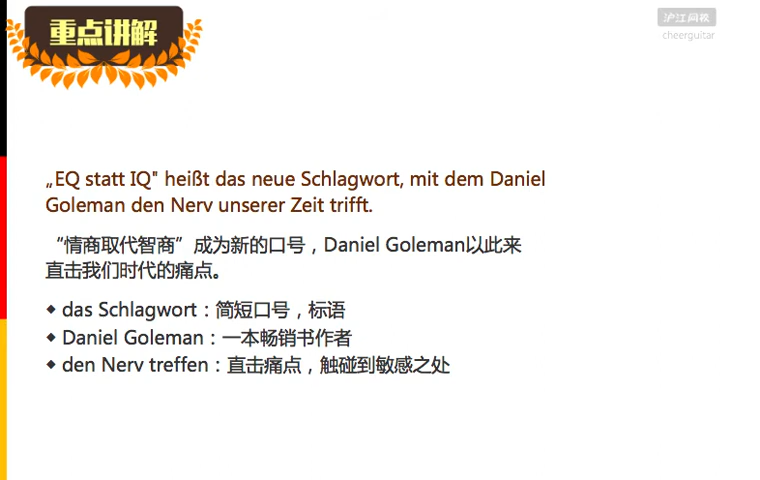 重点讲解
沪江网校
cheerguitar
„EQ statt IQ" heißt das neue Schlagwort, mit dem Daniel
Goleman den Nerv unserer Zeit trifft.
“情商取代智商”成为新的口号，Daniel Goleman以此来
直击我们时代的痛点。
◆ das Schlagwort：简短口号，标语
◆ Daniel Goleman：一本畅销书作者
◆ den Nerv treffen：直击痛点，触碰到敏感之处